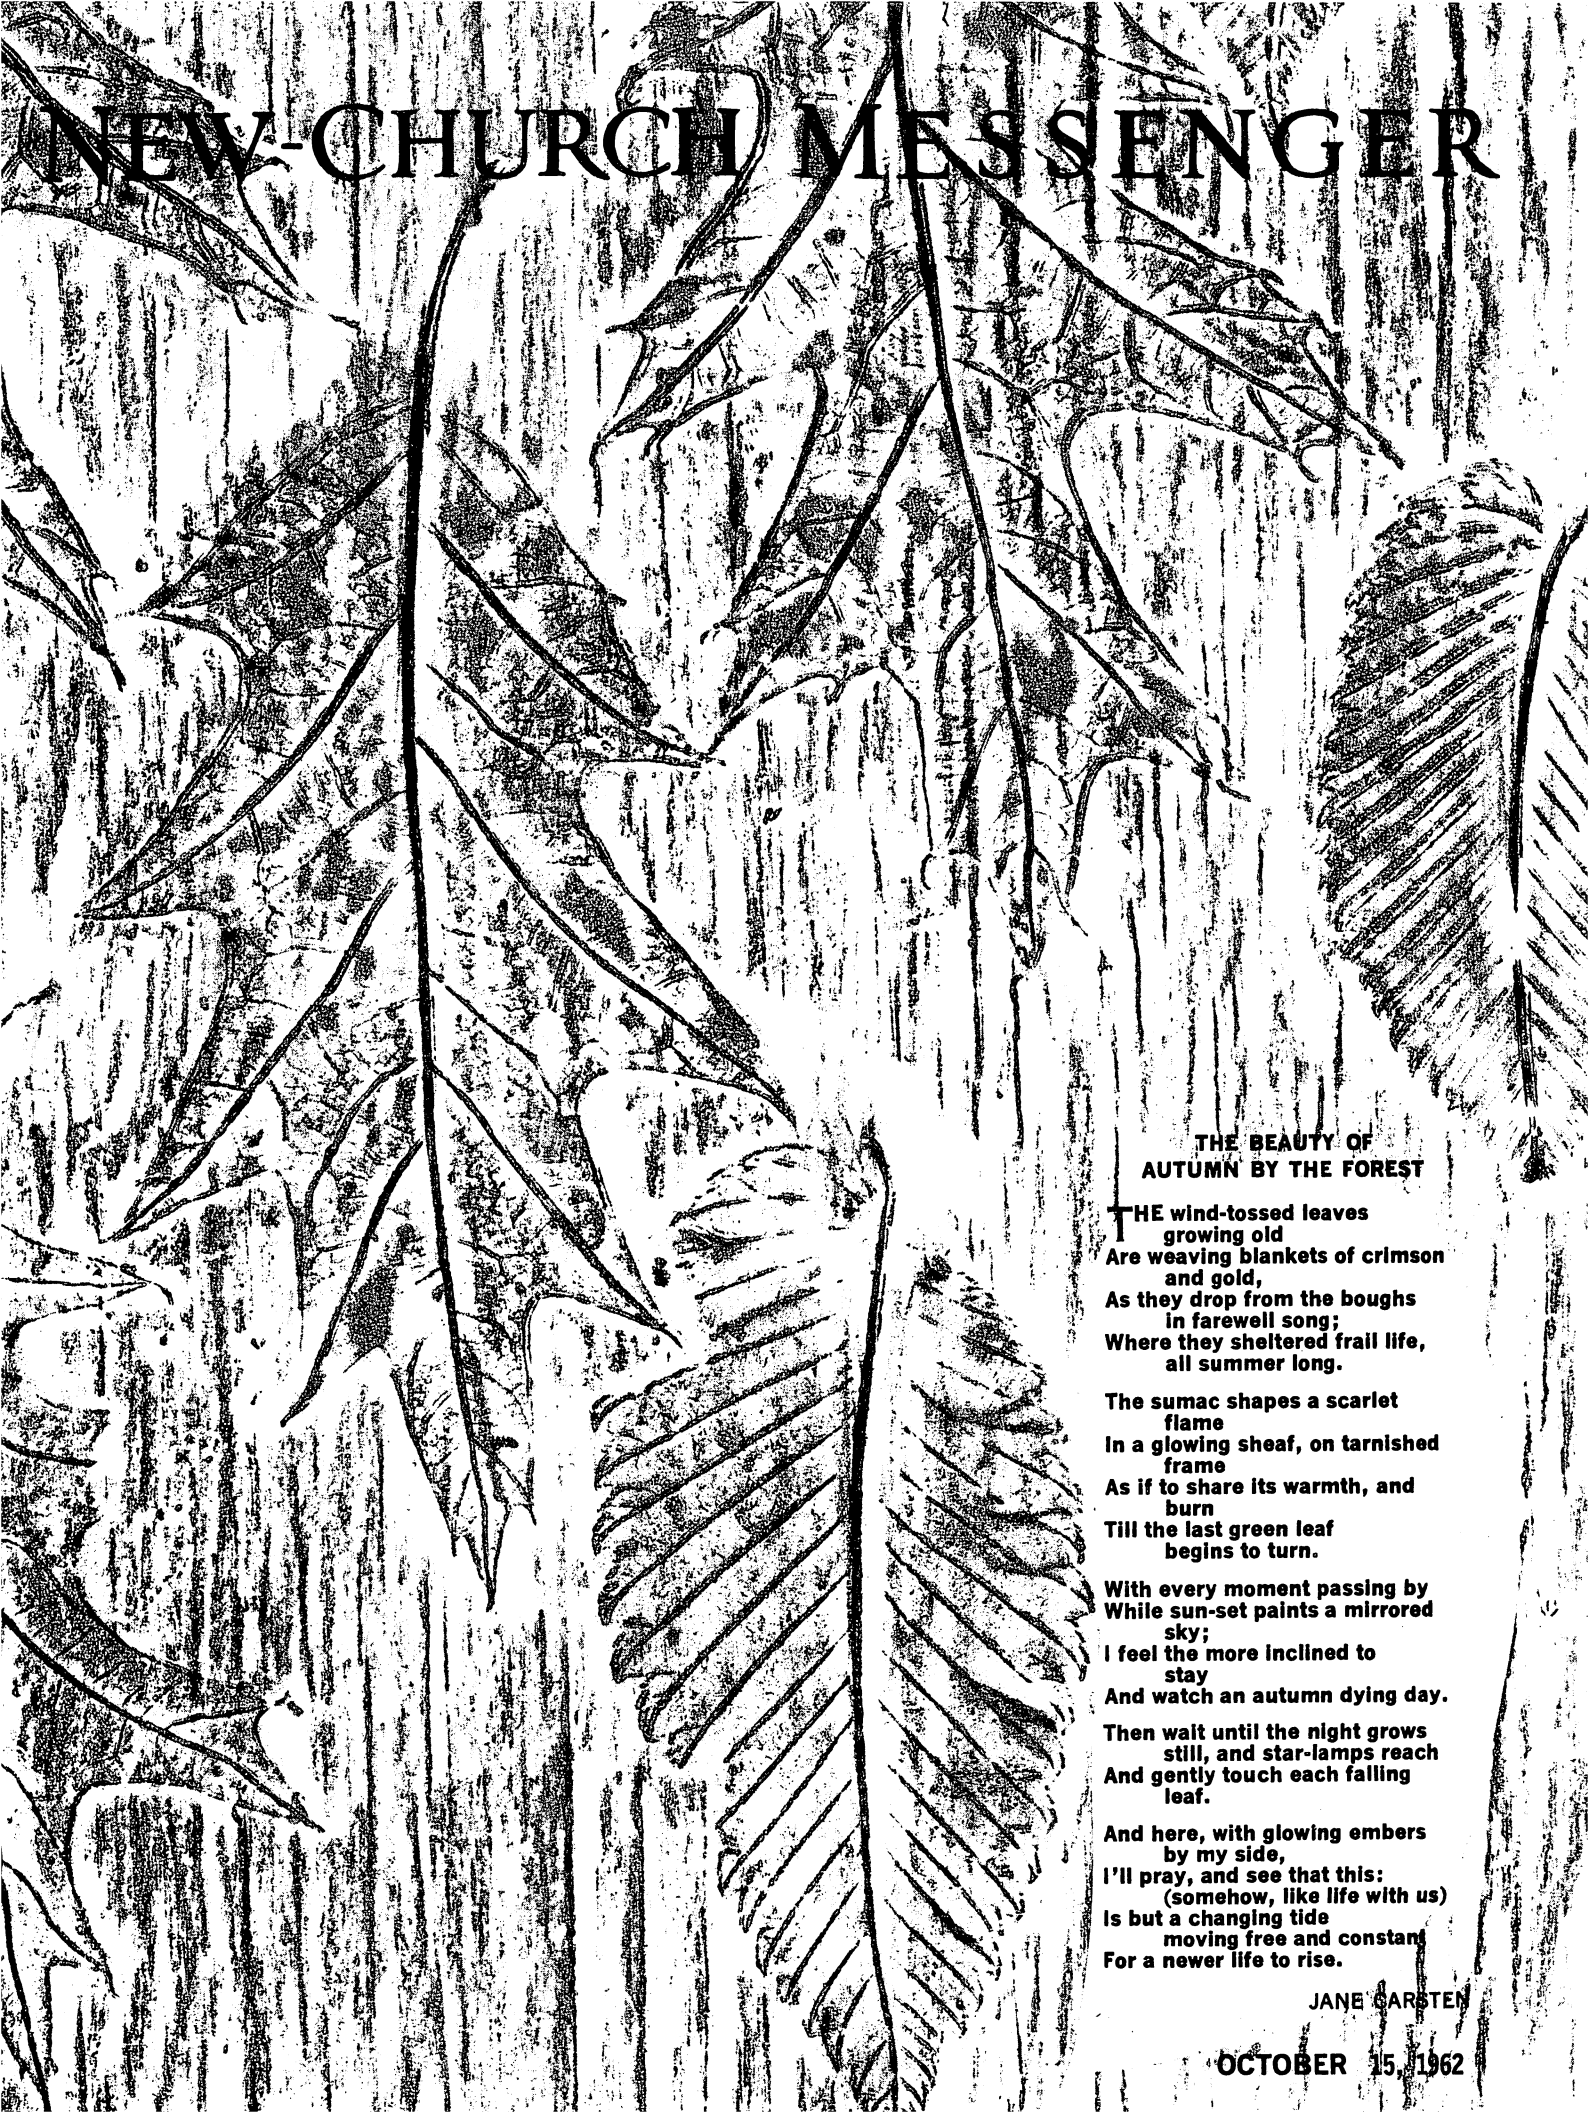 NEW-CHURCH MESSENGER
THE BEAUTY OF
AUTUMN BY THE FOREST
THE wind-tossed leaves
growing old
Are weaving blankets of crimson
and gold,
As they drop from the boughs
in farewell song;
Where they sheltered frail life,
all summer long.
The sumac shapes a scarlet
flame
In a glowing sheaf, on tarnished
frame
As if to share its warmth, and
burn
Till the last green leaf
begins to turn.
With every moment passing by
While sun-set paints a mirrored
sky;
I feel the more inclined to
stay
And watch an autumn dying day.
Then wait until the night grows
still, and star-lamps reach
And gently touch each falling
leaf.
And here, with glowing embers
by my side,
I'll pray, and see that this:
(somehow, like life with us)
Is but a changing tide
moving free and constant
For a newer life to rise.
JANE CARSTEN
OCTOBER 15, 1962